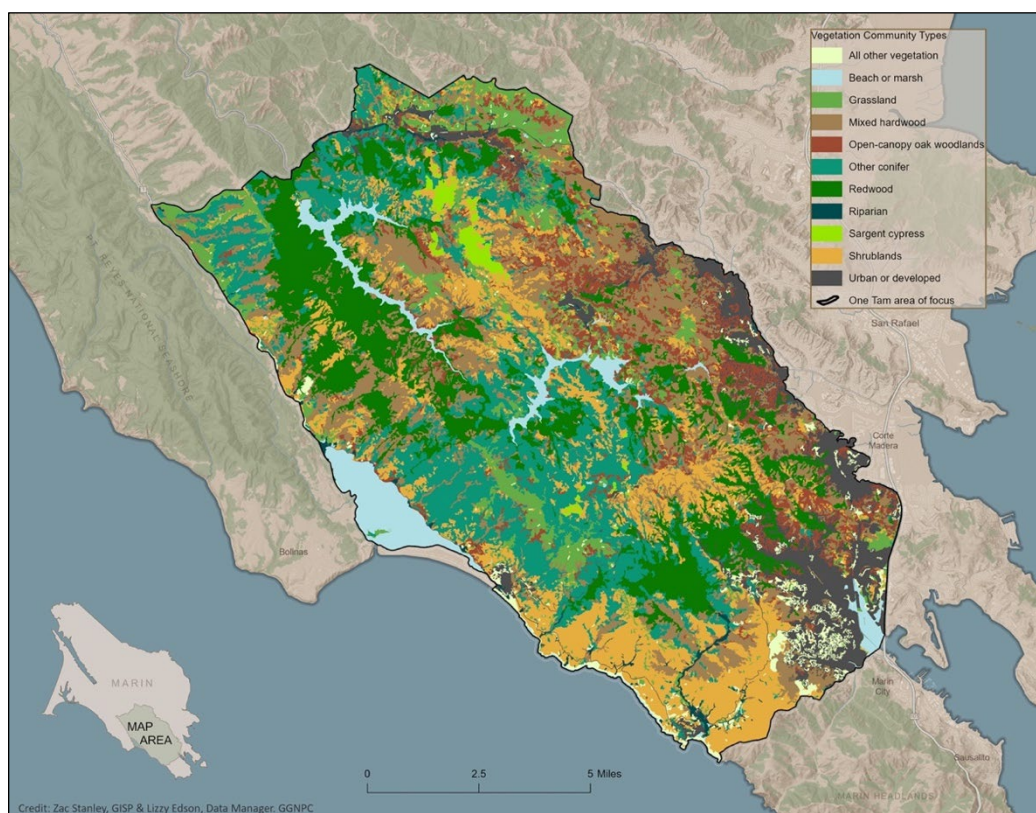 Vegetation Community Types
All other vegetation
Beach or marsh
Grassland
Mixed hardwood
Open-canopy oak woodlands
Other conifer
Redwood
Riparian
Sargent cypress
Shrublands
Urban or developed
One Tam area of focus
San Rafael
Corte
Madera
Bolinas
MARIN
MAP
AREA
Marin
City
Sausalito
MARIN HEADLANDS
0 2.5 5 Miles
Credit: Zac Stanley, GISP & Lizzy Edson, Data Manager. GGNPC